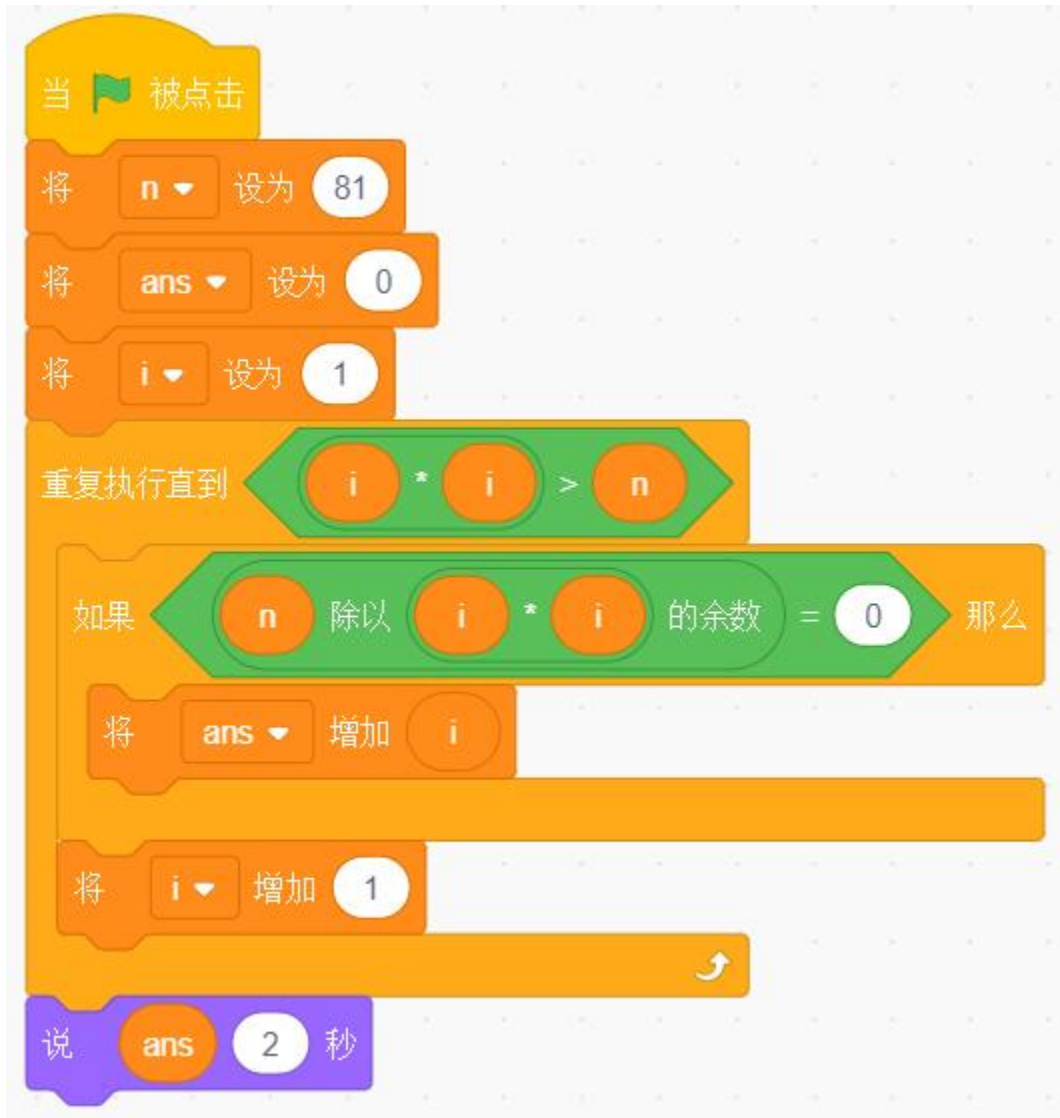 当 被点击
将 n 设为 81
将 ans 设为 0
将 i 设为 1
重复执行直到 i * i > n
如果 n 除以 i * i 的余数 = 0 那么
将 ans 增加 i
将 i 增加 1
说 ans 2 秒